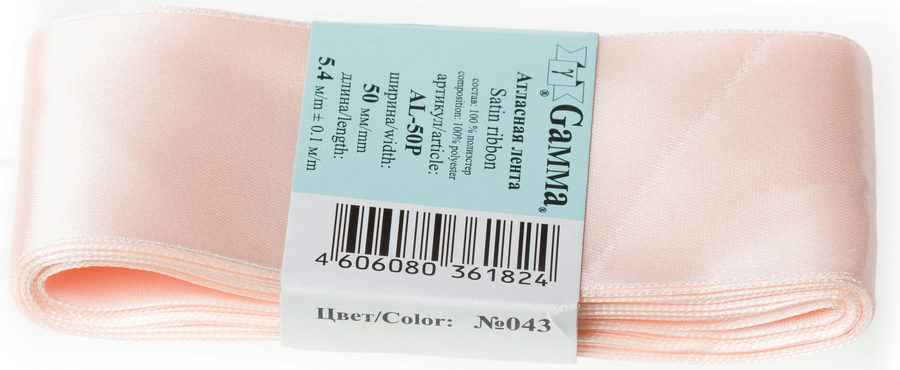 γ
®
Gamma®
Атласная лента
Satin ribbon
состав: 100 % полиэстер
composition: 100% polyester
артикул/article:
AL-50P
ширина/width:
50 мм/mm
длина/length:
5.4 м/m ± 0.1 м/m
4 606080 361824
Цвет/Color: №043